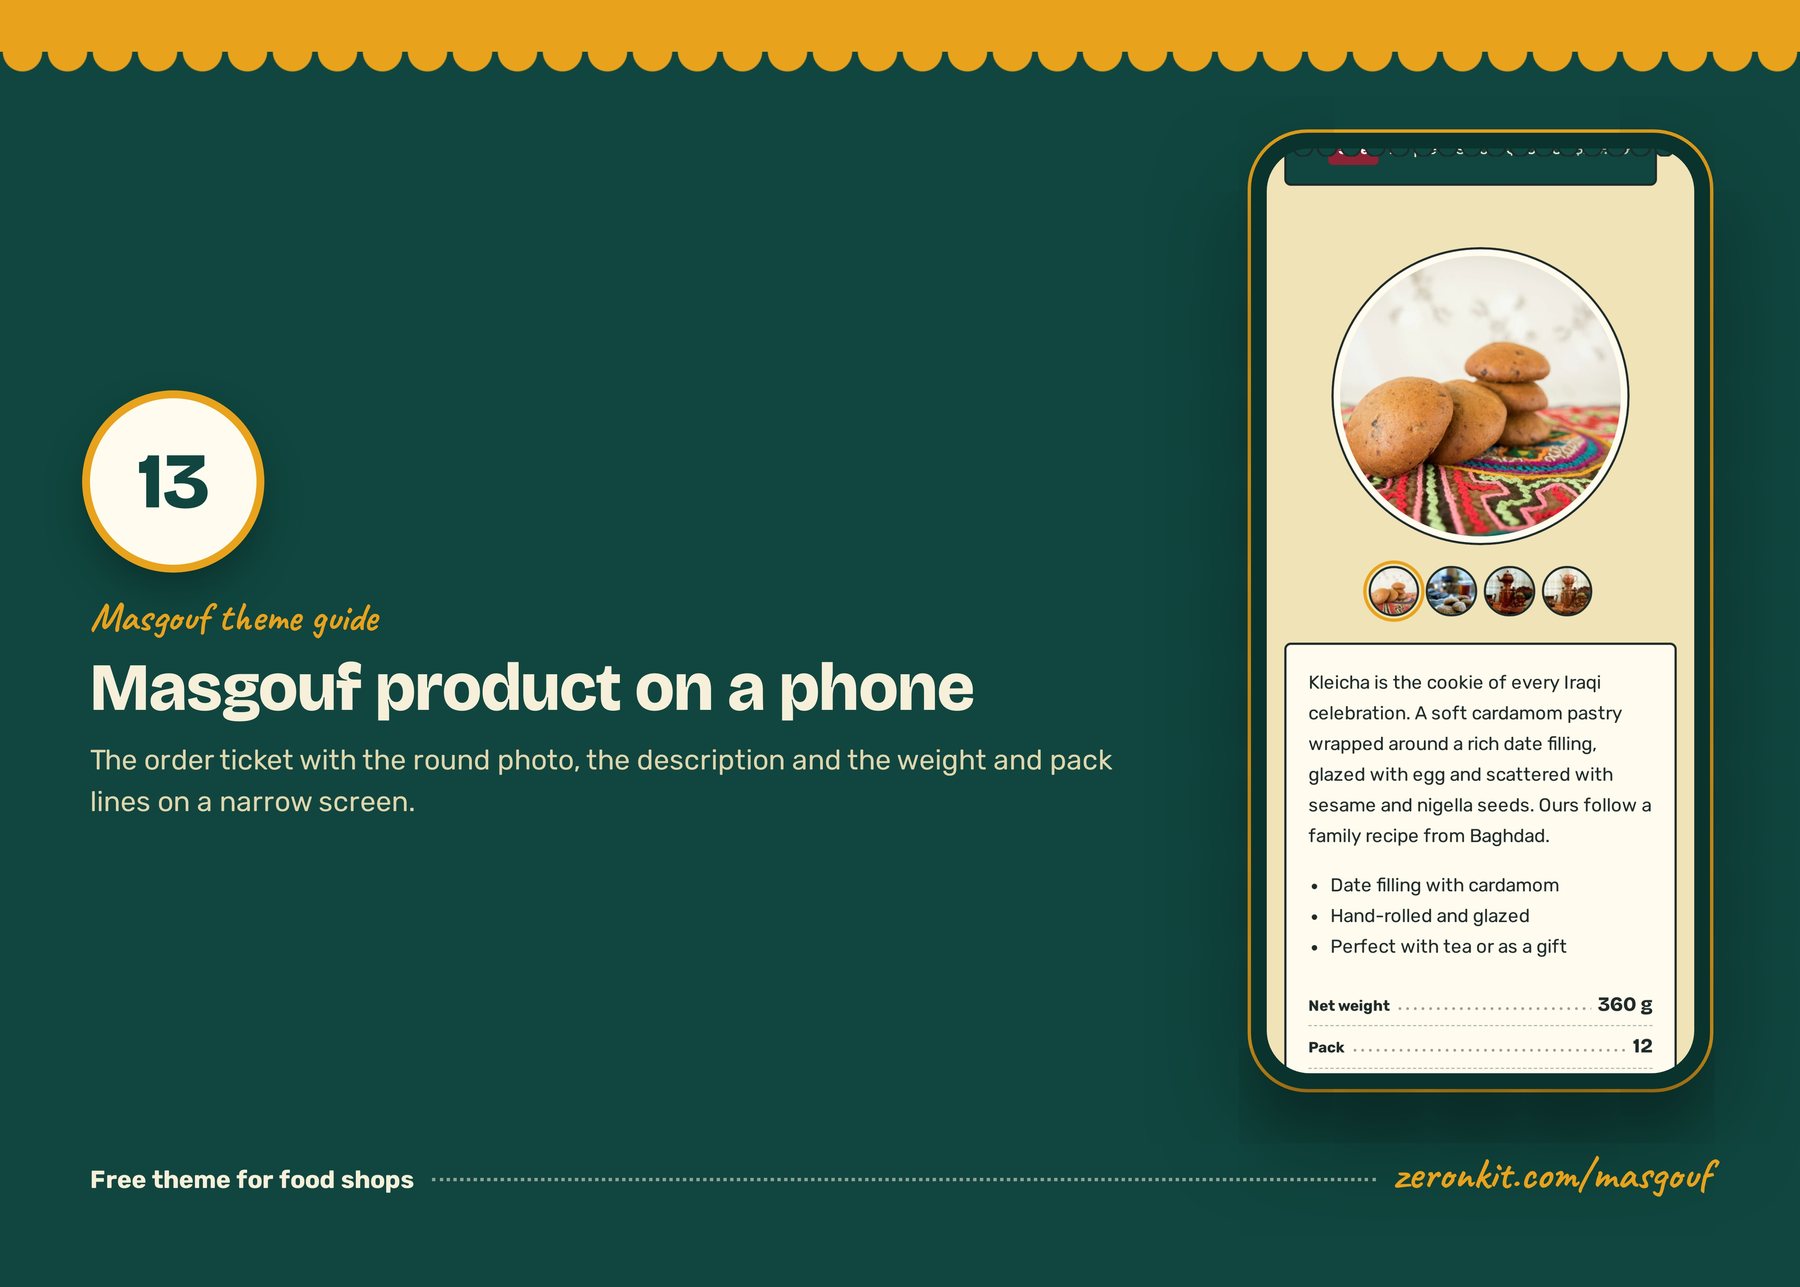 13
Masgouf theme guide
Masgouf product on a phone
The order ticket with the round photo, the description and the weight and pack
lines on a narrow screen.
Kleicha is the cookie of every Iraqi
celebration. A soft cardamom pastry
wrapped around a rich date filling,
glazed with egg and scattered with
sesame and nigella seeds. Ours follow a
family recipe from Baghdad.
• Date filling with cardamom
• Hand-rolled and glazed
• Perfect with tea or as a gift
Net weight 360 g
Pack 12
Free theme for food shops
zeronkit.com/masgouf